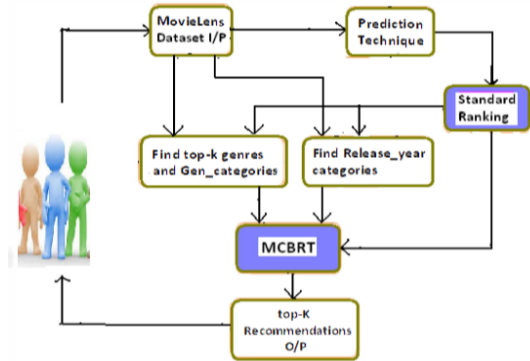 MovieLens
Dataset I/P
Prediction
Technique
Standard
Ranking
Find top-k genres
and Gen_categories
Find Release_year
categories
MCBRT
top-K
Recommendations
O/P